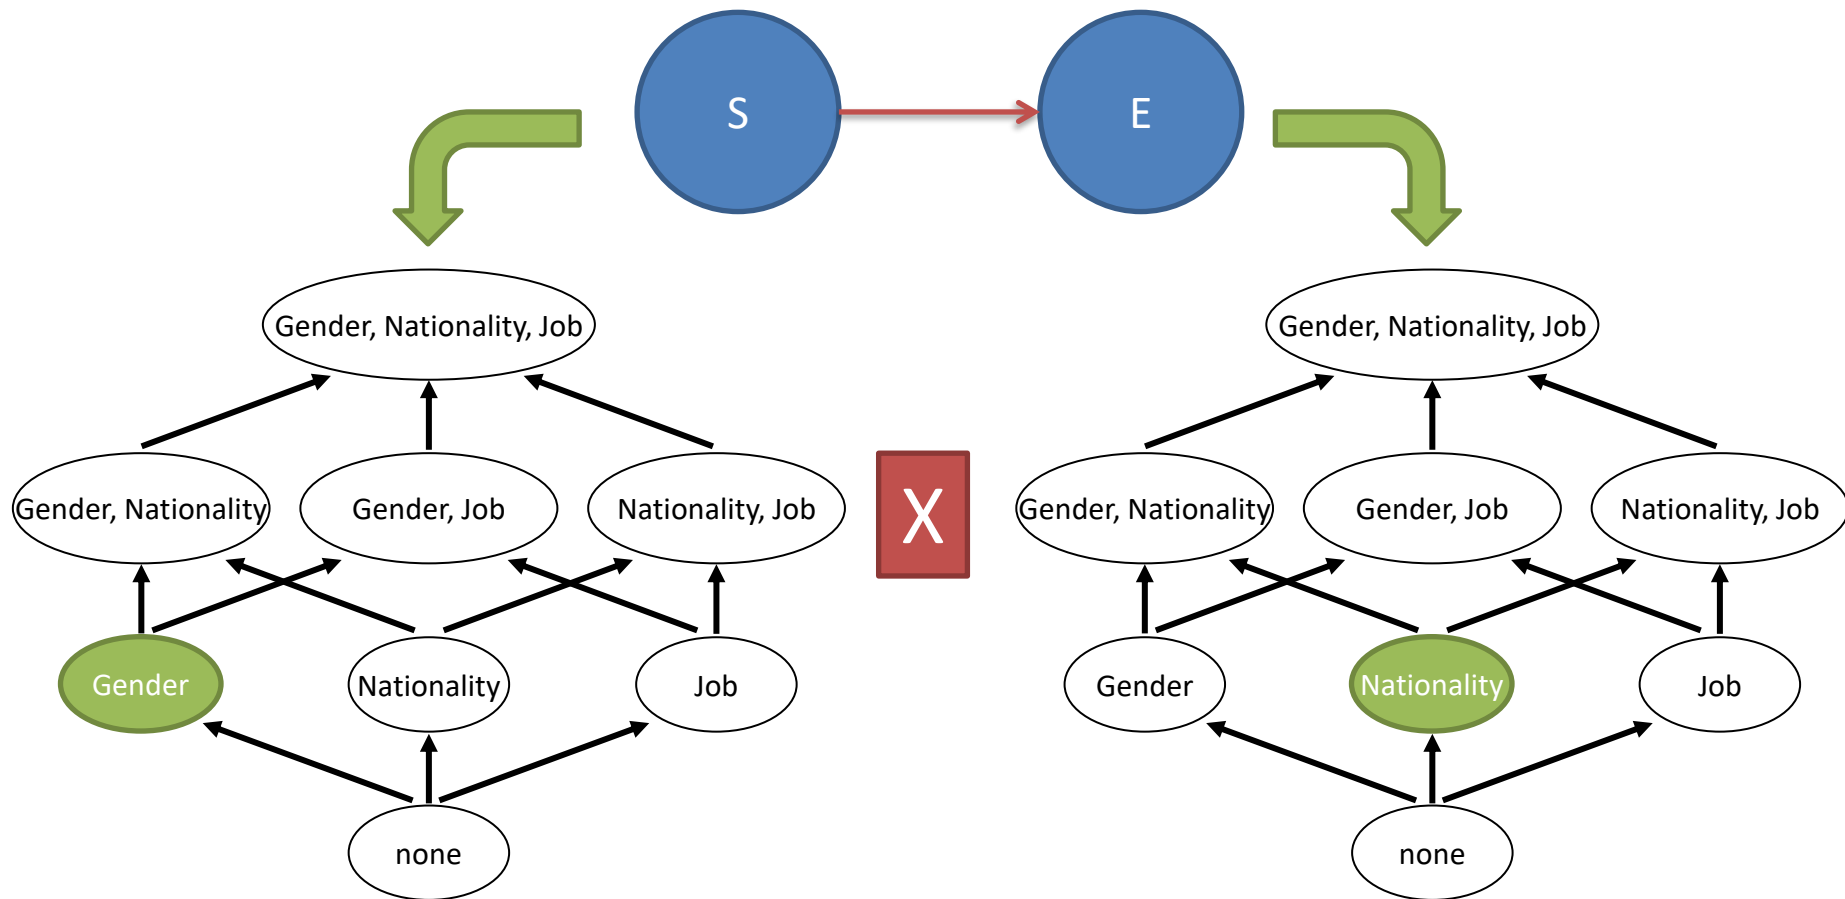 S
E
Gender, Nationality, Job
Gender, Nationality, Job
Gender, Nationality
Gender, Job
Nationality, Job
X
Gender, Nationality
Gender, Job
Nationality, Job
Gender
Nationality
Job
Gender
Nationality
Job
none
none